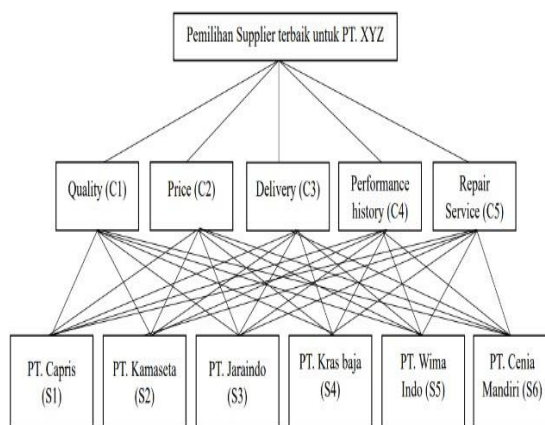 Pemilihan Supplier terbaik untuk PT. XYZ
Quality (C1)
Price (C2)
Delivery (C3)
Performance
history (C4)
Repair
Service (C5)
PT. Capris
(S1)
PT. Kamaseta
(S2)
PT. Jaraindo
(S3)
PT. Kras baja
(S4)
PT. Wima
Indo (S5)
PT. Cenia
Mandiri (S6)